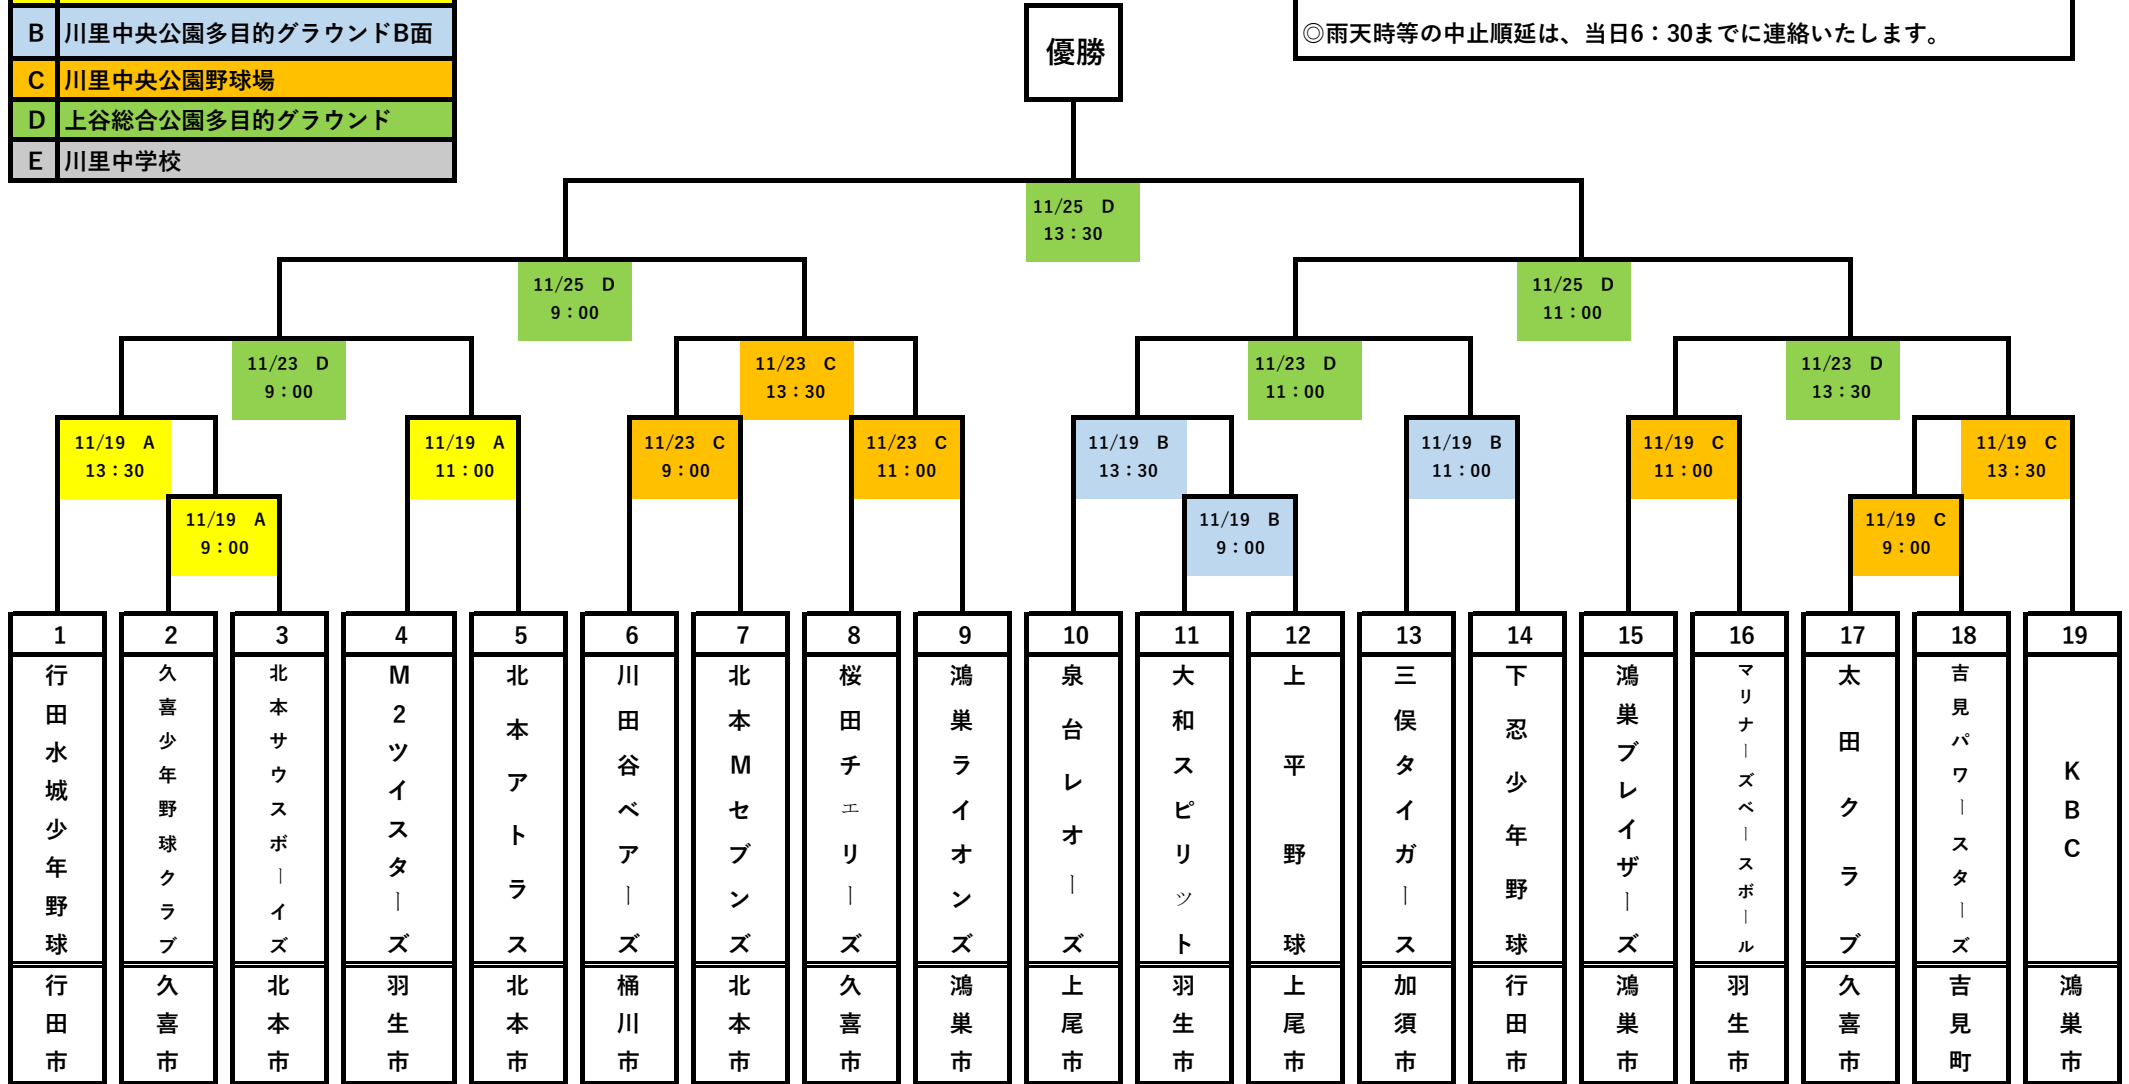 B 川里中央公園多目的グラウンドB面
C 川里中央公園野球場
D 上谷総合公園多目的グラウンド
E 川里中学校
優勝
◎雨天時等の中止順延は、当日6：30までに連絡いたします。
11/25 D
13：30
11/25 D
9：00
11/25 D
11：00
11/23 D
9：00
11/23 C
13：30
11/23 D
11：00
11/23 D
13：30
11/19 A
13：30
11/19 A
11：00
11/23 C
9：00
11/23 C
11：00
11/19 B
13：30
11/19 B
11：00
11/19 C
11：00
11/19 C
13：30
11/19 A
9：00
11/19 B
9：00
11/19 C
9：00
1
行田水城少年野球
行田市
2
久喜少年野球クラブ
久喜市
3
北本サウスボーイズ
北本市
4
M2ツイスターズ
羽生市
5
北本アトラス
北本市
6
川田谷ベアーズ
桶川市
7
北本Mセブンズ
北本市
8
桜田チェリーズ
久喜市
9
鴻巣ライオンズ
鴻巣市
10
泉台レオーズ
上尾市
11
大和スピリット
羽生市
12
上平野球
上尾市
13
三俣タイガース
加須市
14
下忍少年野球
行田市
15
鴻巣ブレイザーズ
鴻巣市
16
マリナーズベースボール
羽生市
17
太田クラブ
久喜市
18
吉見パワースターズ
吉見町
19
KBC
鴻巣市